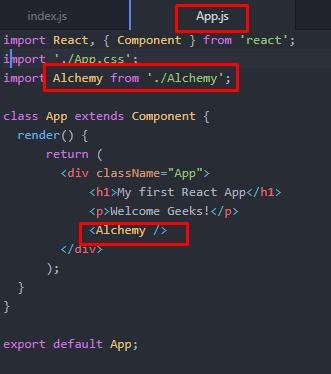 index.js App.js
import React, { Component } from 'react';
import './App.css';
import Alchemy from './Alchemy';
class App extends Component {
render() {
return (
<div className="App">
<h1>My first React App</h1>
<p>Welcome Geeks!</p>
<Alchemy />
</div>
);
}
}
export default App;